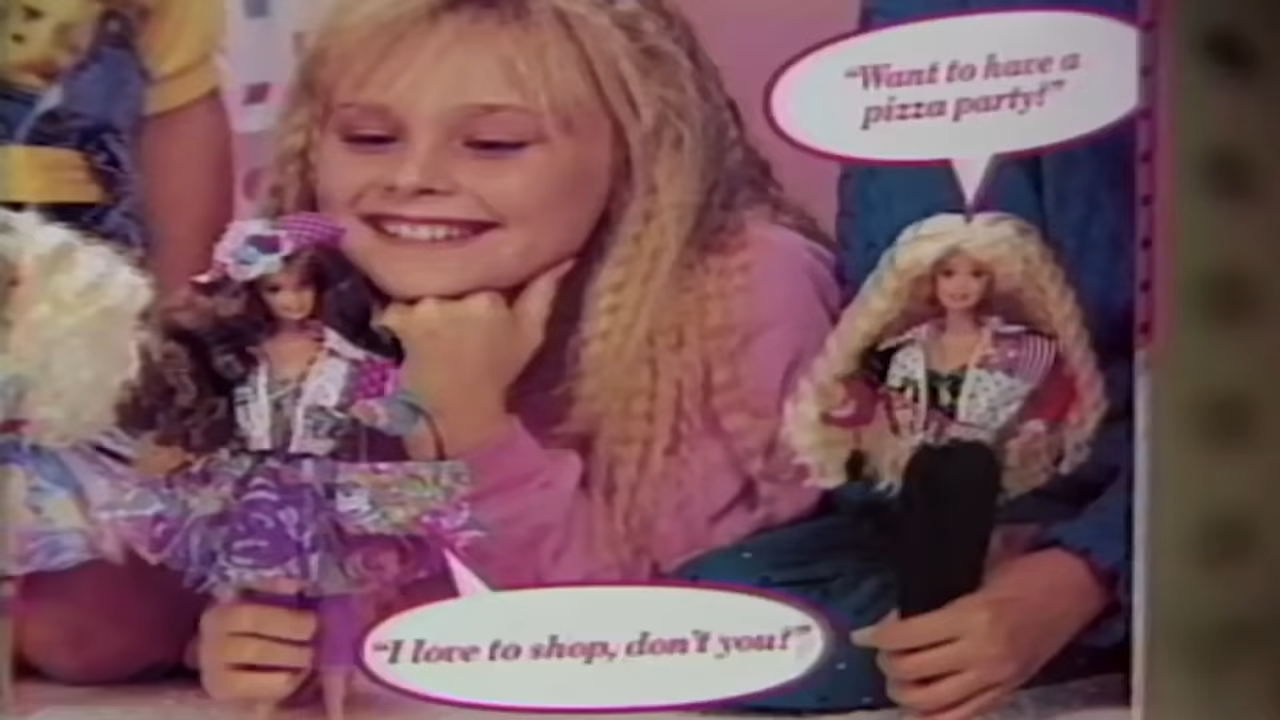 “Want to have a
pizza party!”
“I love to shop, don’t you!”